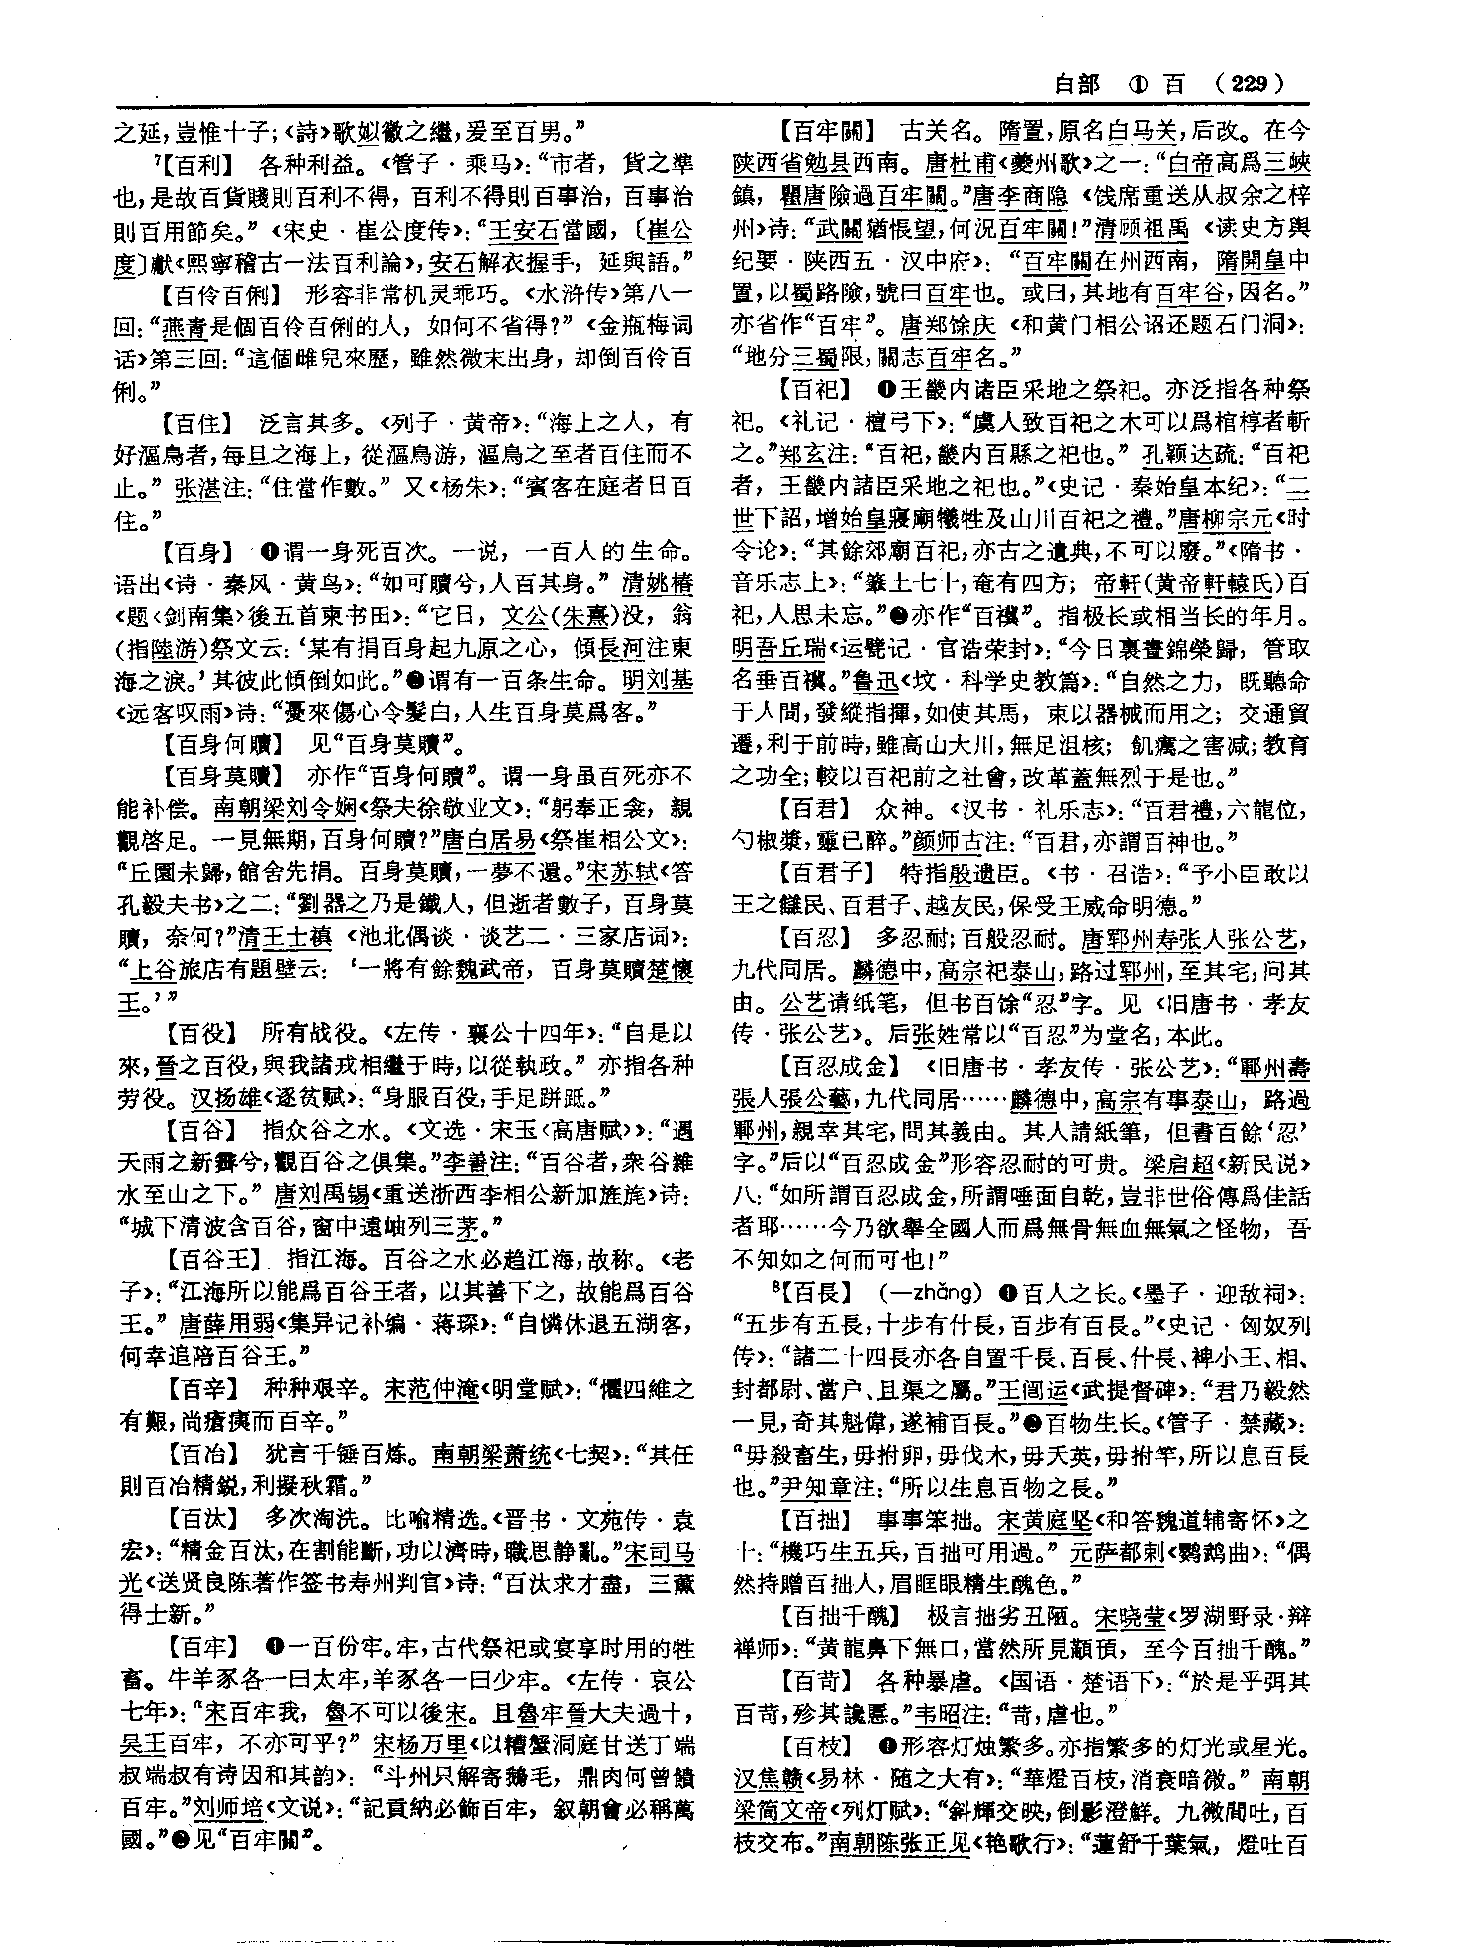 白部 ① 百 （229）
之延，豈惟十子；《詩》歌姒徽之繼，爰至百男。”
7【百利】 各种利益。《管子·乘马》：“市者，貨之準
也，是故百貨賤則百利不得，百利不得則百事治，百事治
則百用節矣。”《宋史·崔公度传》：“王安石當國，〔崔公
度〕獻《熙寧稽古一法百利論》，安石解衣握手，延與語。”
【百伶百俐】 形容非常机灵乖巧。《水浒传》第八一
回：“燕青是個百伶百俐的人，如何不省得？”《金瓶梅词
话》第三回：“這個雌兒來歷，雖然微末出身，却倒百伶百
俐。”
【百住】 泛言其多。《列子·黄帝》：“海上之人，有
好漚鳥者，每旦之海上，從漚鳥游，漚鳥之至者百住而不
止。”张湛注：“住當作數。”又《杨朱》：“賓客在庭者日百
住。”
【百身】 ❶谓一身死百次。一说，一百人的生命。
语出《诗·秦风·黄鸟》：“如可贖兮，人百其身。”清姚椿
《题〈剑南集〉後五首柬书田》：“它日，文公（朱熹）没，翁
（指陸游）祭文云：‘某有捐百身起九原之心，傾長河注東
海之淚。’其彼此傾倒如此。”❷谓有一百条生命。明刘基
《远客叹雨》诗：“憂來傷心令髮白，人生百身莫爲客。”
【百身何贖】 见“百身莫贖”。
【百身莫贖】 亦作“百身何贖”。谓一身虽百死亦不
能补偿。南朝梁刘令娴《祭夫徐敬业文》：“躬奉正衾，親
觀啓足。一見無期，百身何贖？”唐白居易《祭崔相公文》：
“丘園未歸，館舍先捐。百身莫贖，一夢不還。”宋苏轼《答
孔毅夫书》之二：“劉器之乃是鐵人，但逝者數子，百身莫
贖，奈何？”清王士禛《池北偶谈·谈艺二·三家店词》：
“上谷旅店有題壁云：‘一將有餘魏武帝，百身莫贖楚懷
王。’”
【百役】 所有战役。《左传·襄公十四年》：“自是以
來，晉之百役，與我諸戎相繼于時，以從執政。”亦指各种
劳役。汉扬雄《逐贫赋》：“身服百役，手足胼胝。”
【百谷】 指众谷之水。《文选·宋玉〈高唐赋〉》：“遇
天雨之新霽兮，觀百谷之俱集。”李善注：“百谷者，衆谷雜
水至山之下。”唐刘禹锡《重送浙西李相公新加旌旄》诗：
“城下清波含百谷，窗中遠岫列三茅。”
【百谷王】 指江海。百谷之水必趋江海，故称。《老
子》：“江海所以能爲百谷王者，以其善下之，故能爲百谷
王。”唐薛用弱《集异记补编·蒋琛》：“自憐休退五湖客，
何幸追陪百谷王。”
【百辛】 种种艰辛。宋范仲淹《明堂赋》：“懼四維之
有艱，尚瘡痍而百辛。”
【百冶】 犹言千锤百炼。南朝梁萧统《七契》：“其任
則百冶精鋭，利擬秋霜。”
【百汰】 多次淘洗。比喻精选。《晋书·文苑传·袁
宏》：“精金百汰，在割能斷，功以濟時，職思静亂。”宋司马
光《送贤良陈著作签书寿州判官》诗：“百汰求才盡，三薰
得士新。”
【百牢】 ❶一百份牢。牢，古代祭祀或宴享时用的牲
畜。牛羊豕各一曰太牢，羊豕各一曰少牢。《左传·哀公
七年》：“宋百牢我，魯不可以後宋。且魯牢晉大夫過十，
吴王百牢，不亦可乎？”宋杨万里《以糟蟹洞庭甘送丁端
叔端叔有诗因和其韵》：“斗州只解寄鵝毛，鼎肉何曾饋
百牢。”刘师培《文说》：“記貢納必飾百牢，叙朝會必稱萬
國。”❷见“百牢關”。
【百牢關】 古关名。隋置，原名白马关，后改。在今
陕西省勉县西南。唐杜甫《夔州歌》之一：“白帝高爲三峽
鎮，瞿唐險過百牢關。”唐李商隐《饯席重送从叔余之梓
州》诗：“武關猶悵望，何況百牢關！”清顾祖禹《读史方舆
纪要·陕西五·汉中府》：“百牢關在州西南，隋開皇中
置，以蜀路險，號曰百牢也。或曰，其地有百牢谷，因名。”
亦省作“百牢”。唐郑馀庆《和黄门相公诏还题石门洞》：
“地分三蜀限，關志百牢名。”
【百祀】 ❶王畿内诸臣采地之祭祀。亦泛指各种祭
祀。《礼记·檀弓下》：“虞人致百祀之木可以爲棺椁者斬
之。”郑玄注：“百祀，畿内百縣之祀也。”孔颖达疏：“百祀
者，王畿内諸臣采地之祀也。”《史记·秦始皇本纪》：“二
世下詔，增始皇寢廟犧牲及山川百祀之禮。”唐柳宗元《时
令论》：“其餘郊廟百祀，亦古之遺典，不可以廢。”《隋书·
音乐志上》：“肇上七十，奄有四方；帝軒（黄帝軒轅氏）百
祀，人思未忘。”❷亦作“百禩”。指极长或相当长的年月。
明吾丘瑞《运甓记·官诰荣封》：“今日裏晝錦榮歸，管取
名垂百禩。”鲁迅《坟·科学史教篇》：“自然之力，既聽命
于人間，發縱指揮，如使其馬，束以器械而用之；交通貿
遷，利于前時，雖高山大川，無足沮核；飢癘之害减；教育
之功全；較以百祀前之社會，改革蓋無烈于是也。”
【百君】 众神。《汉书·礼乐志》：“百君禮，六龍位，
勺椒漿，靈已醉。”颜师古注：“百君，亦謂百神也。”
【百君子】 特指殷遗臣。《书·召诰》：“予小臣敢以
王之讎民、百君子、越友民，保受王威命明德。”
【百忍】 多忍耐；百般忍耐。唐郓州寿张人张公艺，
九代同居。麟德中，高宗祀泰山，路过郓州，至其宅，问其
由。公艺请纸笔，但书百馀“忍”字。见《旧唐书·孝友
传·张公艺》。后张姓常以“百忍”为堂名，本此。
【百忍成金】 《旧唐书·孝友传·张公艺》：“鄆州壽
張人張公藝，九代同居……麟德中，高宗有事泰山，路過
鄆州，親幸其宅，問其義由。其人請紙筆，但書百餘‘忍’
字。”后以“百忍成金”形容忍耐的可贵。梁启超《新民说》
八：“如所謂百忍成金，所謂唾面自乾，豈非世俗傳爲佳話
者耶……今乃欲舉全國人而爲無骨無血無氣之怪物，吾
不知如之何而可也！”
8【百長】 （—zhǎng）❶百人之长。《墨子·迎敌祠》：
“五步有五長，十步有什長，百步有百長。”《史记·匈奴列
传》：“諸二十四長亦各自置千長、百長、什長、裨小王、相、
封都尉、當户、且渠之屬。”王闿运《武提督碑》：“君乃毅然
一見，奇其魁偉，遂補百長。”❷百物生长。《管子·禁藏》：
“毋殺畜生，毋拊卵，毋伐木，毋夭英，毋拊竿，所以息百長
也。”尹知章注：“所以生息百物之長。”
【百拙】 事事笨拙。宋黄庭坚《和答魏道辅寄怀》之
十：“機巧生五兵，百拙可用過。”元萨都剌《鹦鹉曲》：“偶
然持贈百拙人，眉眶眼精生醜色。”
【百拙千醜】 极言拙劣丑陋。宋晓莹《罗湖野录·辩
禅师》：“黄龍鼻下無口，當然所見顢頇，至今百拙千醜。”
【百苛】 各种暴虐。《国语·楚语下》：“於是乎弭其
百苛，殄其讒慝。”韦昭注：“苛，虐也。”
【百枝】 ❶形容灯烛繁多。亦指繁多的灯光或星光。
汉焦赣《易林·随之大有》：“華燈百枝，消衰暗微。”南朝
梁简文帝《列灯赋》：“斜輝交映，倒影澄鮮。九微間吐，百
枝交布。”南朝陈张正见《艳歌行》：“蓮舒千葉氣，燈吐百